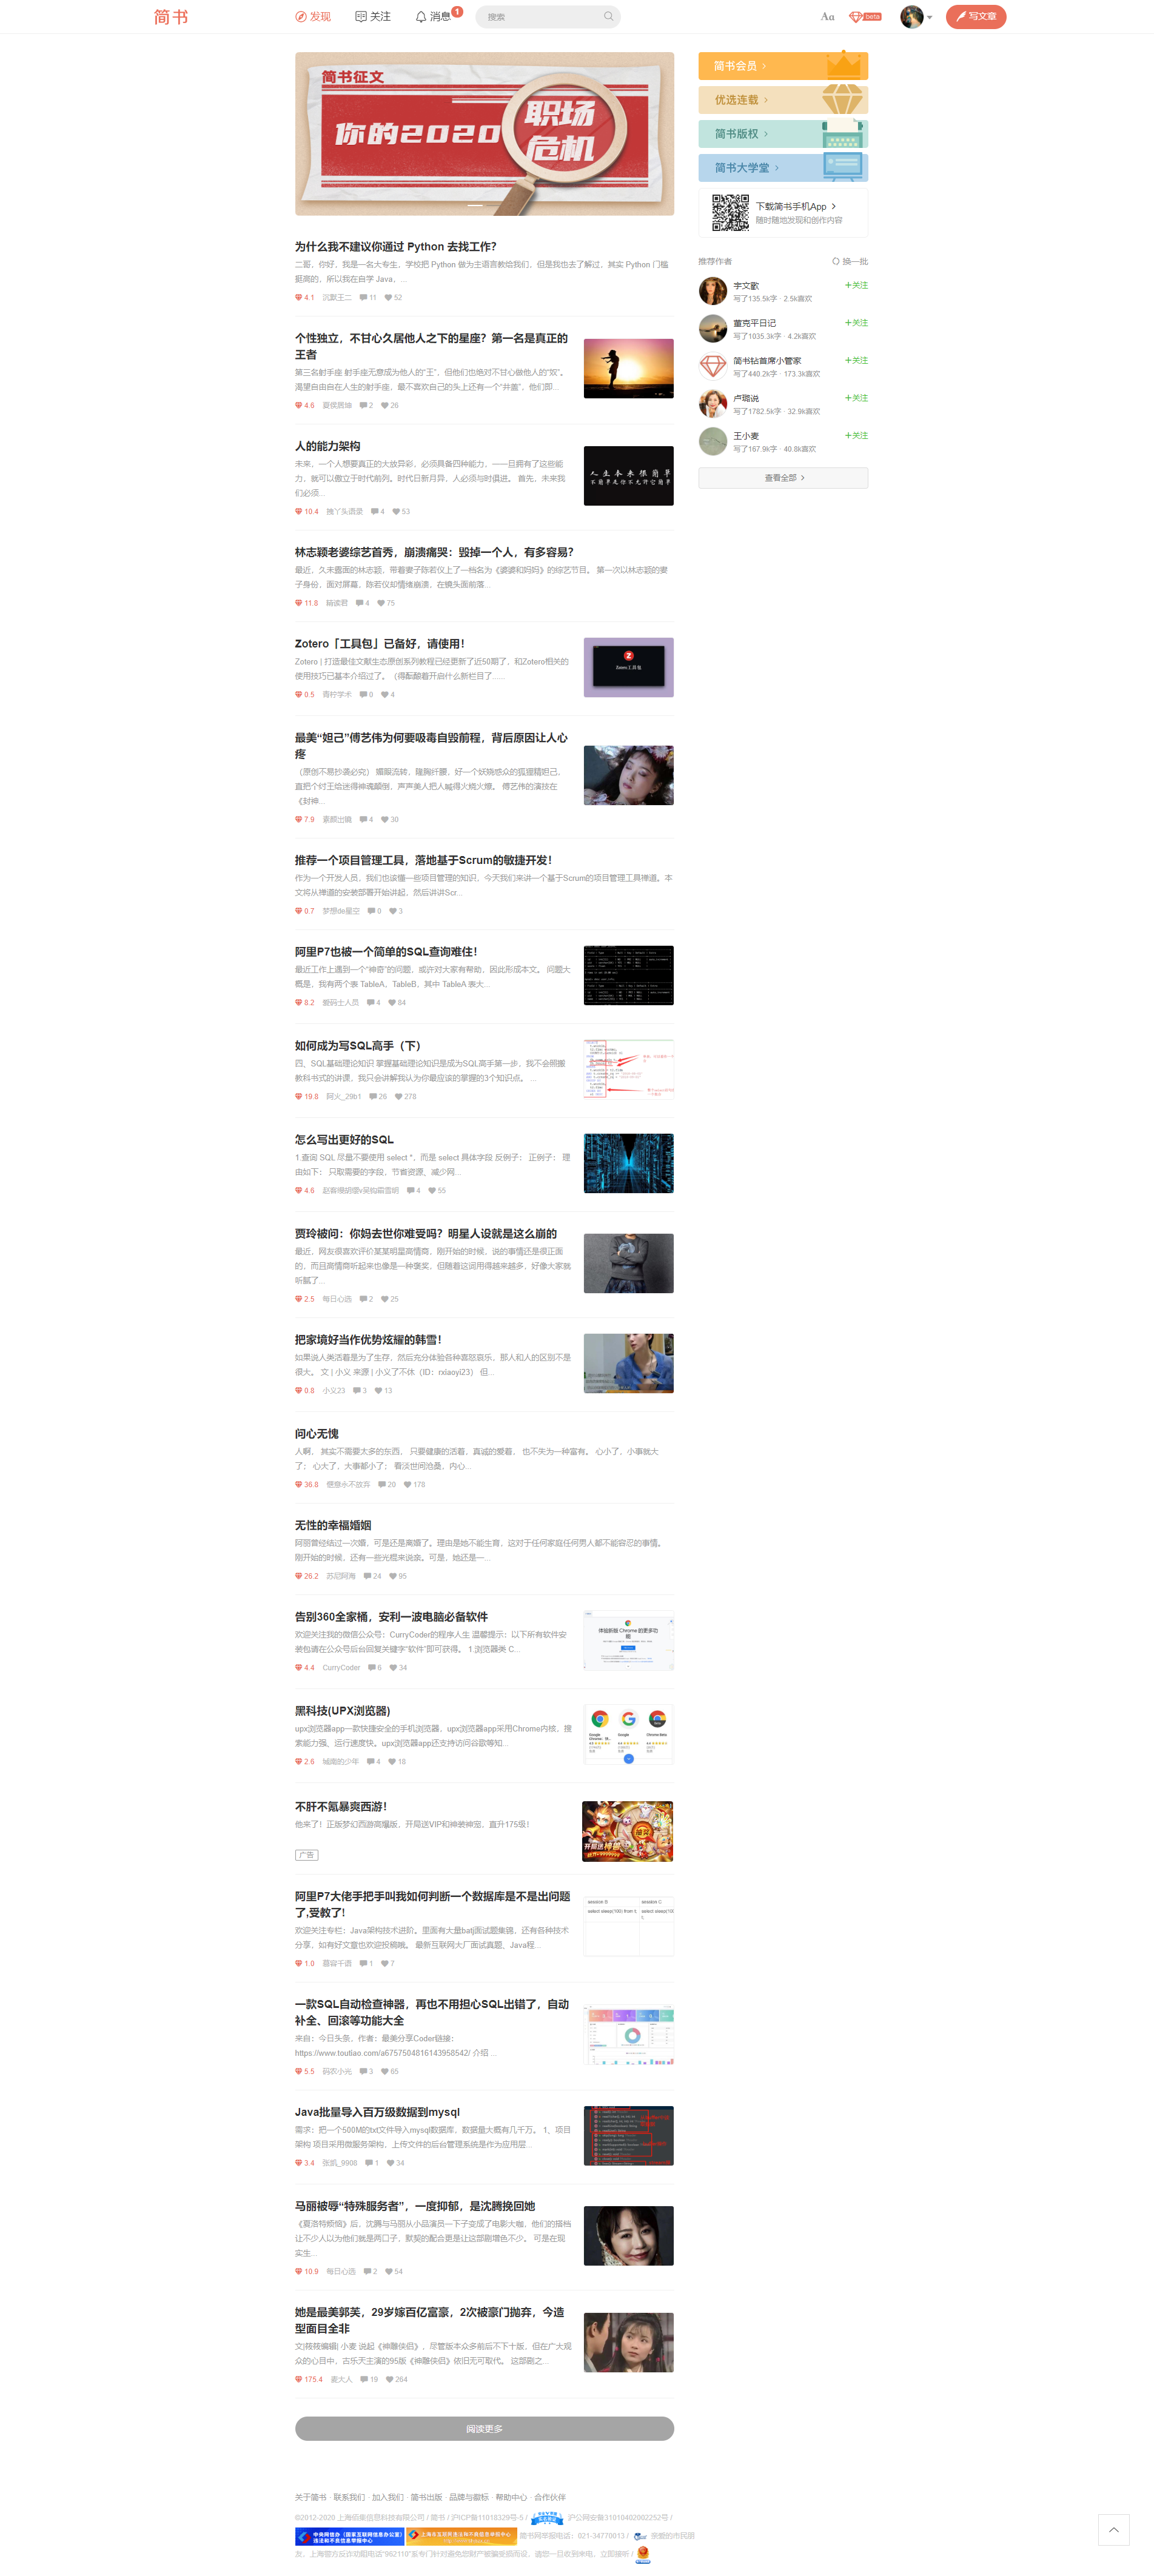 简书
发现
关注
消息
1
搜索
Aa
beta
写文章
简书征文
你的2020
职场
危机
为什么我不建议你通过 Python 去找工作？
二哥，你好，我是一名大专生，学校把 Python 做为主语言教给我们，但是我也去了解过，其实 Python 门槛
挺高的，所以我在自学 Java，...
4.1 沉默王二 11 52
个性独立，不甘心久居他人之下的星座？第一名是真正的
王者
第三名射手座 射手座无意成为他人的“王”，但他们也绝对不甘心做他人的“奴”。
渴望自由自在人生的射手座，最不喜欢自己的头上还有一个“井盖”，他们即...
4.6 2 26
人的能力架构
未来，一个人想要真正的大放异彩，必须具备四种能力，——旦拥有了这些能
力，就可以傲立于时代前列。时代日新月异，人必须与时俱进。 首先，未来我
们必须...
10.4 4 53
人生本来很简单
林志颖老婆综艺首秀，崩溃痛哭：毁掉一个人，有多容易？
最近，久未露面的林志颖，带着妻子陈若仪上了一档名为《婆婆和妈妈》的综艺节目。 第一次以林志颖的妻
子身份，面对屏幕，陈若仪却情绪崩溃，在镜头面前落...
11.8 4 75
Zotero「工具包」已备好，请使用！
Zotero | 打造最佳文献生态原创系列教程已经更新了近50期了，和Zotero相关的
使用技巧已基本介绍过了。（得酝酿着开启什么新栏目了......
0.5 青柠学术 0 4
Zotero工具包
最美“妲己”傅艺伟为何要吸毒自毁前程，背后原因让人心
疼
（原创不易抄袭必究） 媚眼流转，隆胸纤腰，好一个妖娆惑众的狐狸精妲己，
直把个纣王给迷得神魂颠倒，声声美人把人喊得火烧火燎。 傅艺伟的演技在
《封神...
7.9 4 30
推荐一个项目管理工具，落地基于Scrum的敏捷开发！
作为一个开发人员，我们也该懂一些项目管理的知识，今天我们来讲一个基于Scrum的项目管理工具禅道。本
文将从禅道的安装部署开始讲起，然后讲讲Scr...
0.7 梦想de星空 0 3
阿里P7也被一个简单的SQL查询难住！
最近工作上遇到一个“神奇”的问题，或许对大家有帮助，因此形成本文。 问题大
概是，我有两个表 TableA，TableB，其中 TableA 表大...
8.2 爱码士人员 4 84
如何成为写SQL高手（下）
四、SQL基础理论知识 掌握基础理论知识是成为SQL高手第一步，我不会照搬
教科书式的讲课，我只会讲解我认为你最应该的掌握的3个知识点。 ...
19.8 阿火_29b1 26 278
怎么写出更好的SQL
1.查询 SQL 尽量不要使用 select *，而是 select 具体字段 反例子： 正例子： 理
由如下： 只取需要的字段，节省资源、减少网...
4.6 4 55
贾玲被问：你妈去世你难受吗？明星人设就是这么崩的
最近，网友很喜欢评价某某明星高情商，刚开始的时候，说的事情还是很正面
的，而且高情商听起来也像是一种褒奖，但随着这词用得越来越多，好像大家就
听腻了...
2.5 每日心选 2 25
把家境好当作优势炫耀的韩雪！
如果说人类活着是为了生存，然后充分体验各种喜怒哀乐，那人和人的区别不是
很大。 文 | 小义 来源 | 小义了不休（ID：rxiaoyi23） 但...
0.8 小义23 3 13
问心无愧
人啊， 其实不需要太多的东西， 只要健康的活着，真诚的爱着， 也不失为一种富有。 心小了，小事就大
了； 心大了，大事都小了； 看淡世间沧桑，内心...
36.8 惬意永不放弃 20 178
无性的幸福婚姻
阿丽曾经结过一次婚，可是还是离婚了。理由是她不能生育，这对于任何家庭任何男人都不能容忍的事情。
刚开始的时候，还有一些光棍来说亲。可是，她还是一...
26.2 苏尼阿海 24 95
告别360全家桶，安利一波电脑必备软件
欢迎关注我的微信公众号：CurryCoder的程序人生 温馨提示：以下所有软件安
装包请在公众号后台回复关键字“软件”即可获得。 1.浏览器类 C...
4.4 CurryCoder 6 34
体验新版 Chrome 的更多功
能
黑科技(UPX浏览器)
upx浏览器app一款快捷安全的手机浏览器，upx浏览器app采用Chrome内核，搜
索能力强、运行速度快。upx浏览器app还支持访问谷歌等知...
2.6 城南的少年 4 18
不肝不氪暴爽西游！
他来了！正版梦幻西游高爆版，开局送VIP和神装神宠，直升175级！
广告
抽奖
阿里P7大佬手把手叫我如何判断一个数据库是不是出问题
了,受教了!
欢迎关注专栏：Java架构技术进阶。里面有大量batj面试题集锦，还有各种技术
分享，如有好文章也欢迎投稿哦。 最新互联网大厂面试真题、Java程...
1.0 慕容千语 1 7
一款SQL自动检查神器，再也不用担心SQL出错了，自动
补全、回滚等功能大全
来自：今日头条，作者：最美分享Coder链接：
https://www.toutiao.com/a6757504816143958542/ 介绍 ...
5.5 码农小光 3 65
Java批量导入百万级数据到mysql
需求：把一个500M的txt文件导入mysql数据库，数据量大概有几千万。 1、项目
架构 项目采用微服务架构，上传文件的后台管理系统是作为应用层...
3.4 张凯_9908 1 34
马丽被辱“特殊服务者”，一度抑郁，是沈腾挽回她
《夏洛特烦恼》后，沈腾与马丽从小品演员一下子变成了电影大咖，他们的搭档
让不少人以为他们就是两口子，默契的配合更是让这部剧增色不少。 可是在现
实生...
10.9 每日心选 2 54
她是最美郭芙，29岁嫁百亿富豪，2次被豪门抛弃，今造
型面目全非
文|莜莜编辑| 小麦 说起《神雕侠侣》，尽管版本众多前后不下十版，但在广大观
众的心目中，古乐天主演的95版《神雕侠侣》依旧无可取代。 这部剧之...
175.4 麦大人 19 264
阅读更多
简书会员
优选连载
简书版权
简书大学堂
下载简书手机App
随时随地发现和创作内容
推荐作者 换一批
宇文歡 +关注
写了135.5k字 · 2.5k喜欢
董克平日记 +关注
写了1035.3k字 · 4.2k喜欢
简书钻首席小管家 +关注
写了440.2k字 · 173.3k喜欢
卢璐说 +关注
写了1782.5k字 · 32.9k喜欢
王小麦 +关注
写了167.9k字 · 40.8k喜欢
查看全部
关于简书 · 联系我们 · 加入我们 · 简书出版 · 品牌与徽标 · 帮助中心 · 合作伙伴
©2012-2020 上海佰集信息科技有限公司 / 简书 / 沪ICP备11018329号-5 / 沪公网安备31010402002252号 /
中央网信办（国家互联网信息办公室）
违法和不良信息举报中心
上海市互联网违法和不良信息举报中心
简书网举报电话：021-34770013 / 亲爱的市民朋
友，上海警方反诈劝阻电话“962110”系专门针对避免您财产被骗受损而设，请您一旦收到来电，立即接听 /